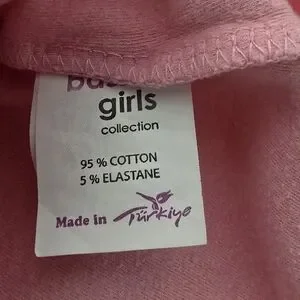 girls
collection
95 % COTTON
5 % ELASTANE
Made in Türkiye